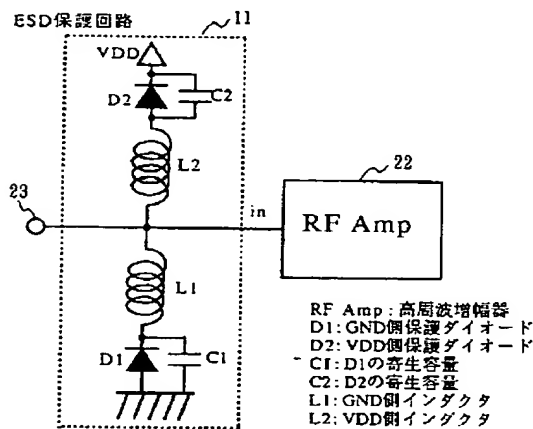 ESD保護回路
11
VDD
D2
C2
L2
22
23
in
RF Amp
L1
D1
C1
RF Amp:高周波増幅器
D1:GND側保護ダイオード
D2:VDD側保護ダイオード
C1:D1の寄生容量
C2:D2の寄生容量
L1:GND側インダクタ
L2:VDD側インダクタ